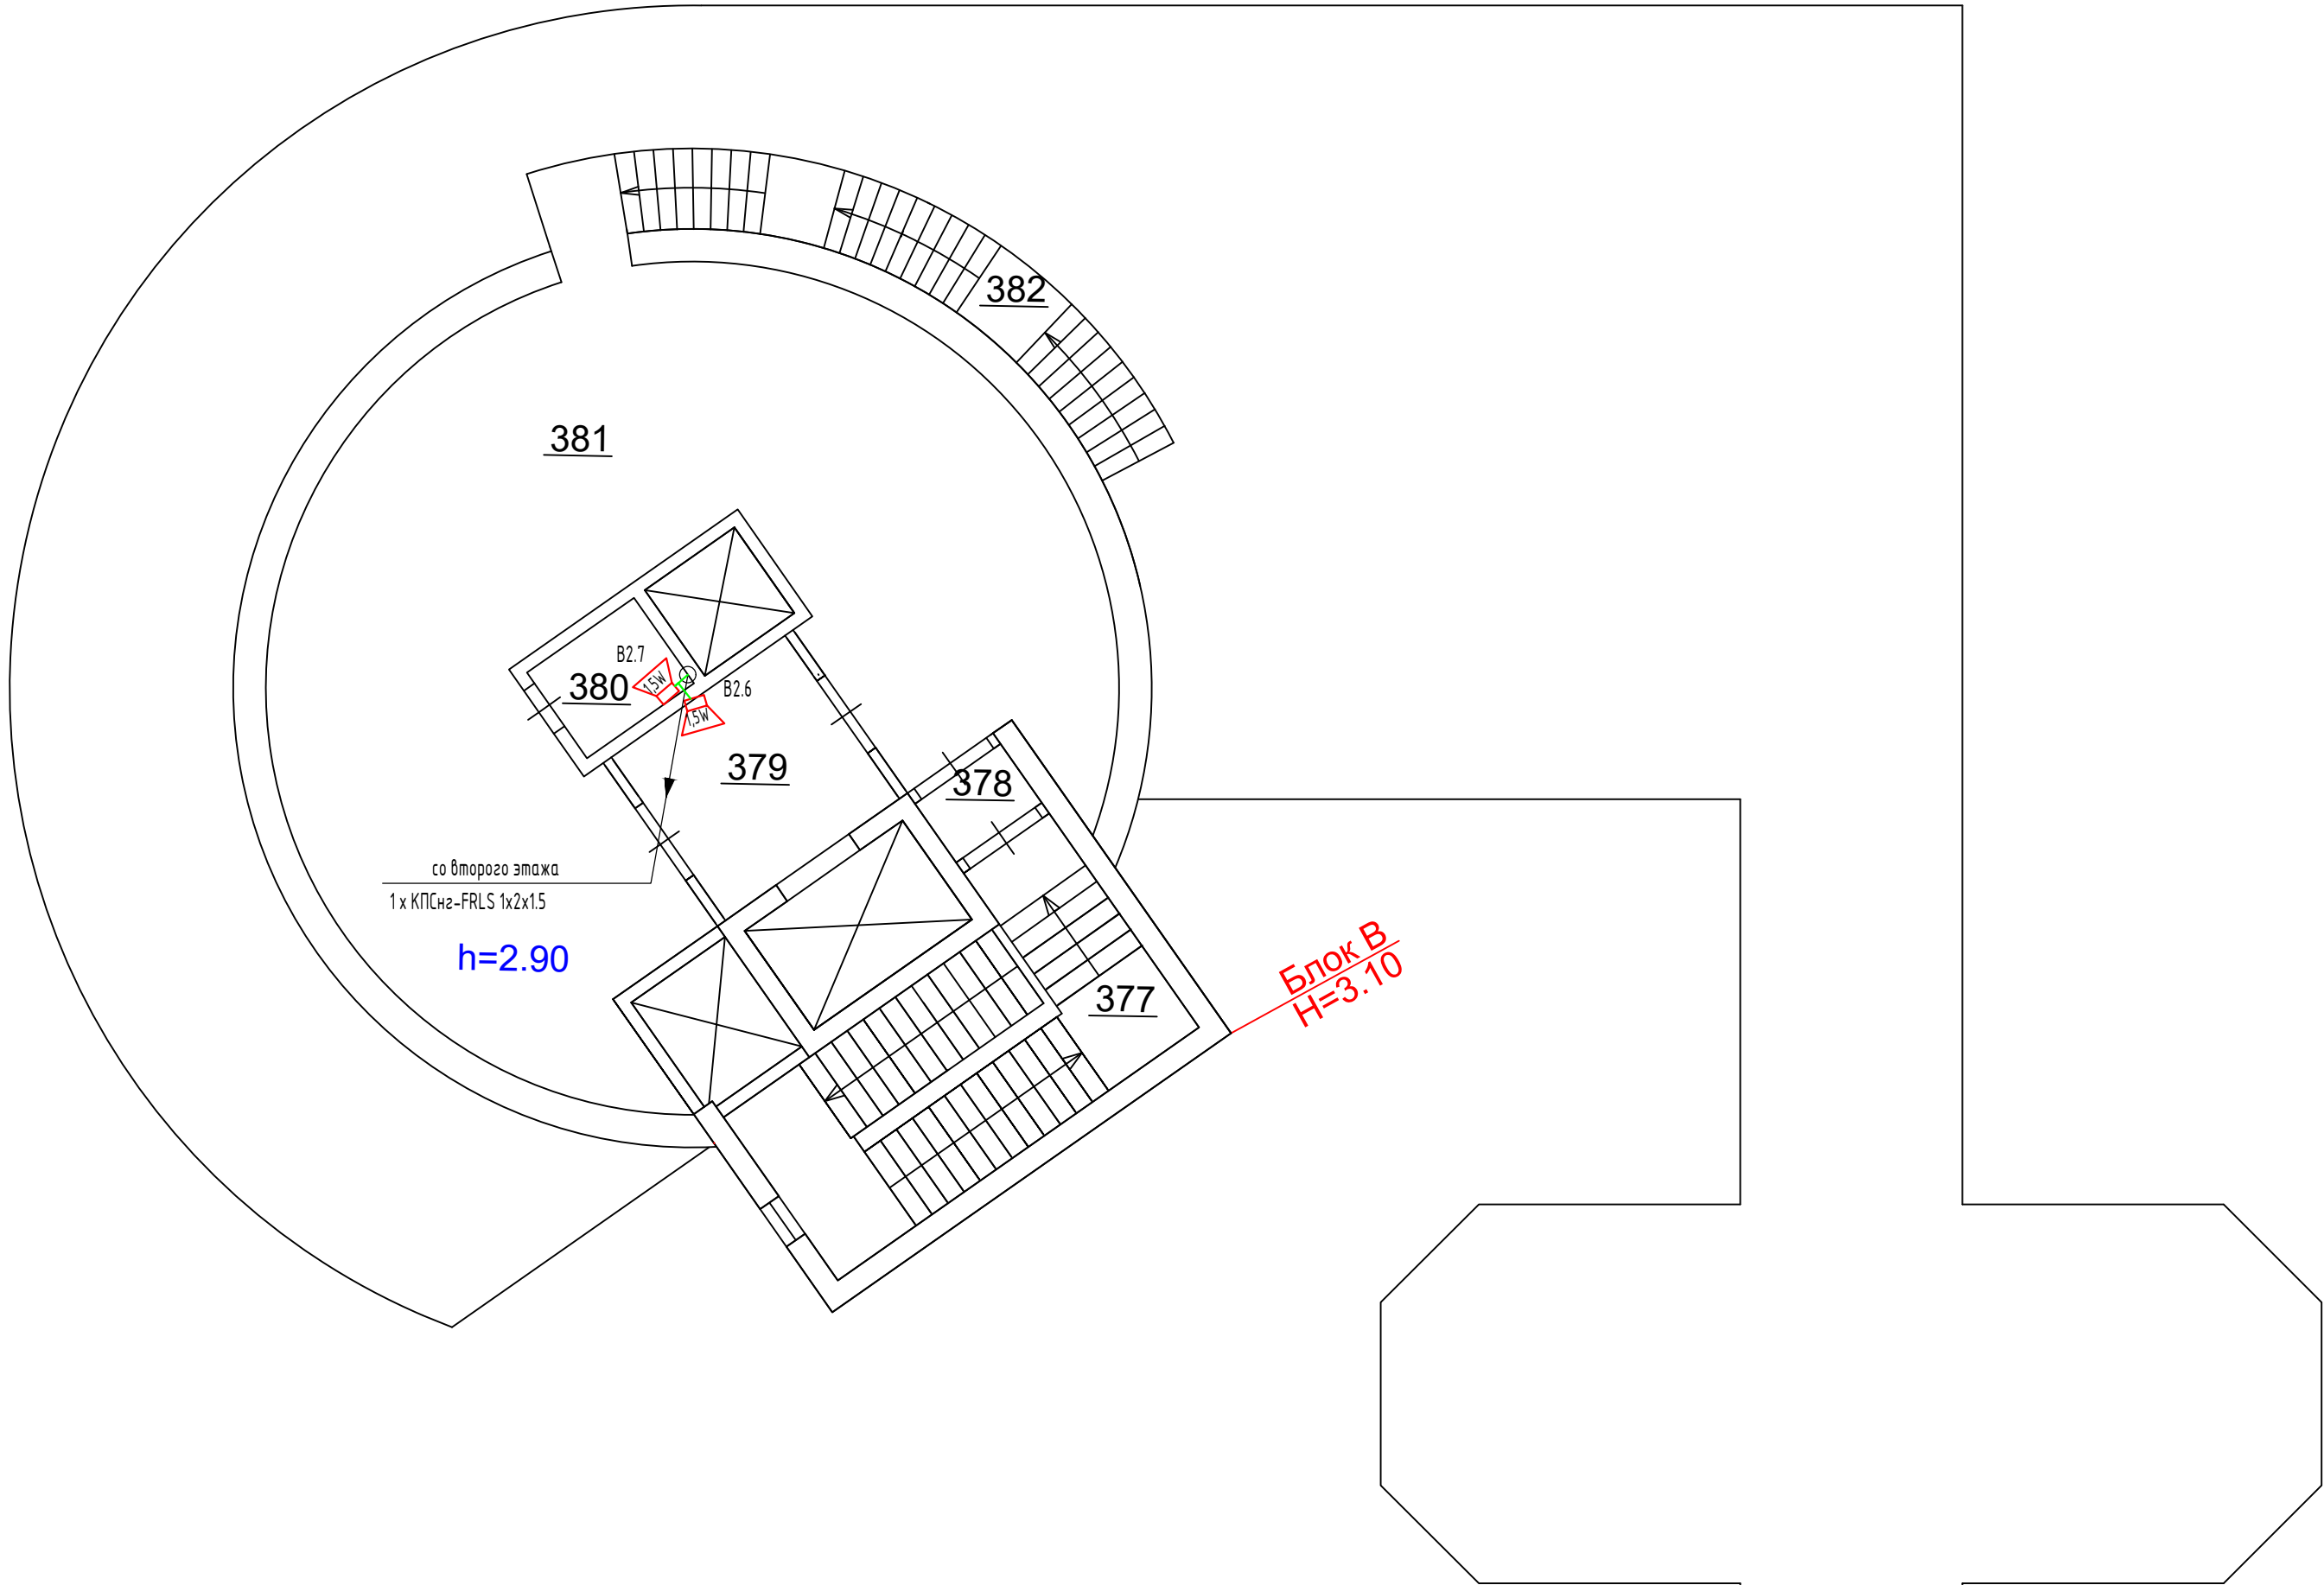 382
381
В2.7
1,5W
380
В2.6
1,5W
379
378
со второго этажа
1 х КПСнг-FRLS 1х2х1.5
h=2.90
Блок В
Н=3.10
377